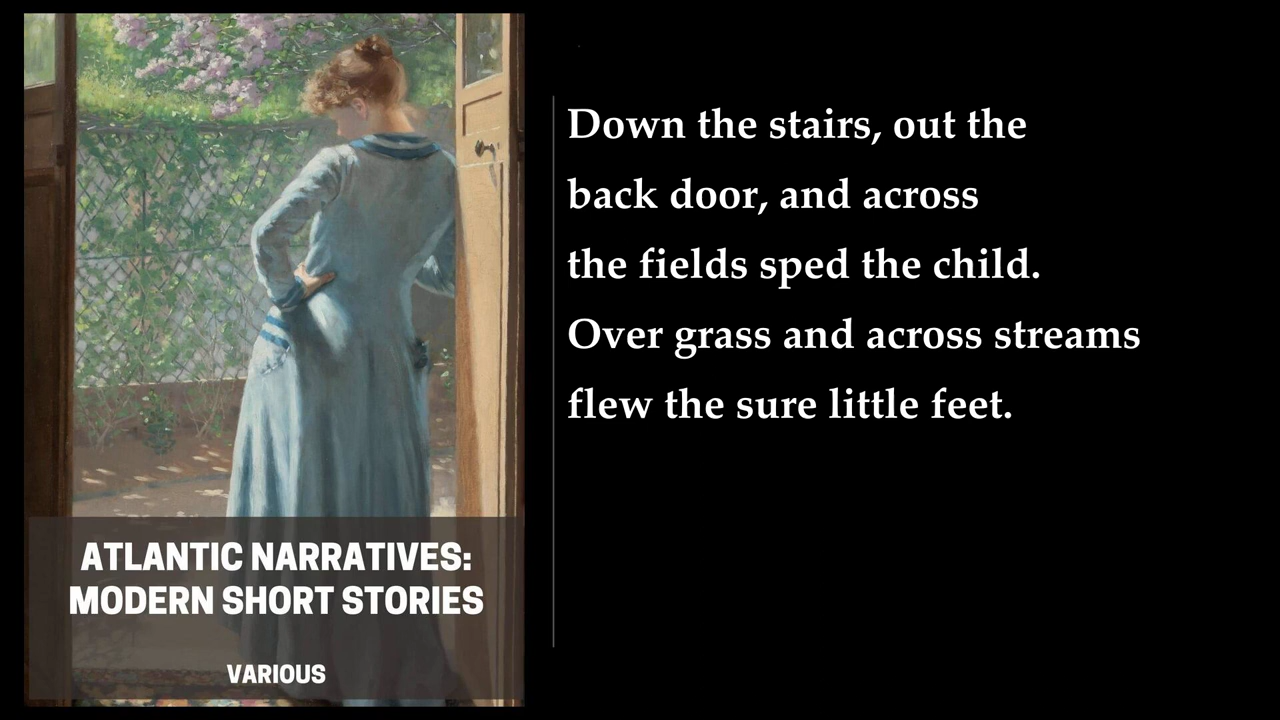 Down the stairs, out the
back door, and across
the fields sped the child.
Over grass and across streams
flew the sure little feet.
ATLANTIC NARRATIVES:
MODERN SHORT STORIES
VARIOUS